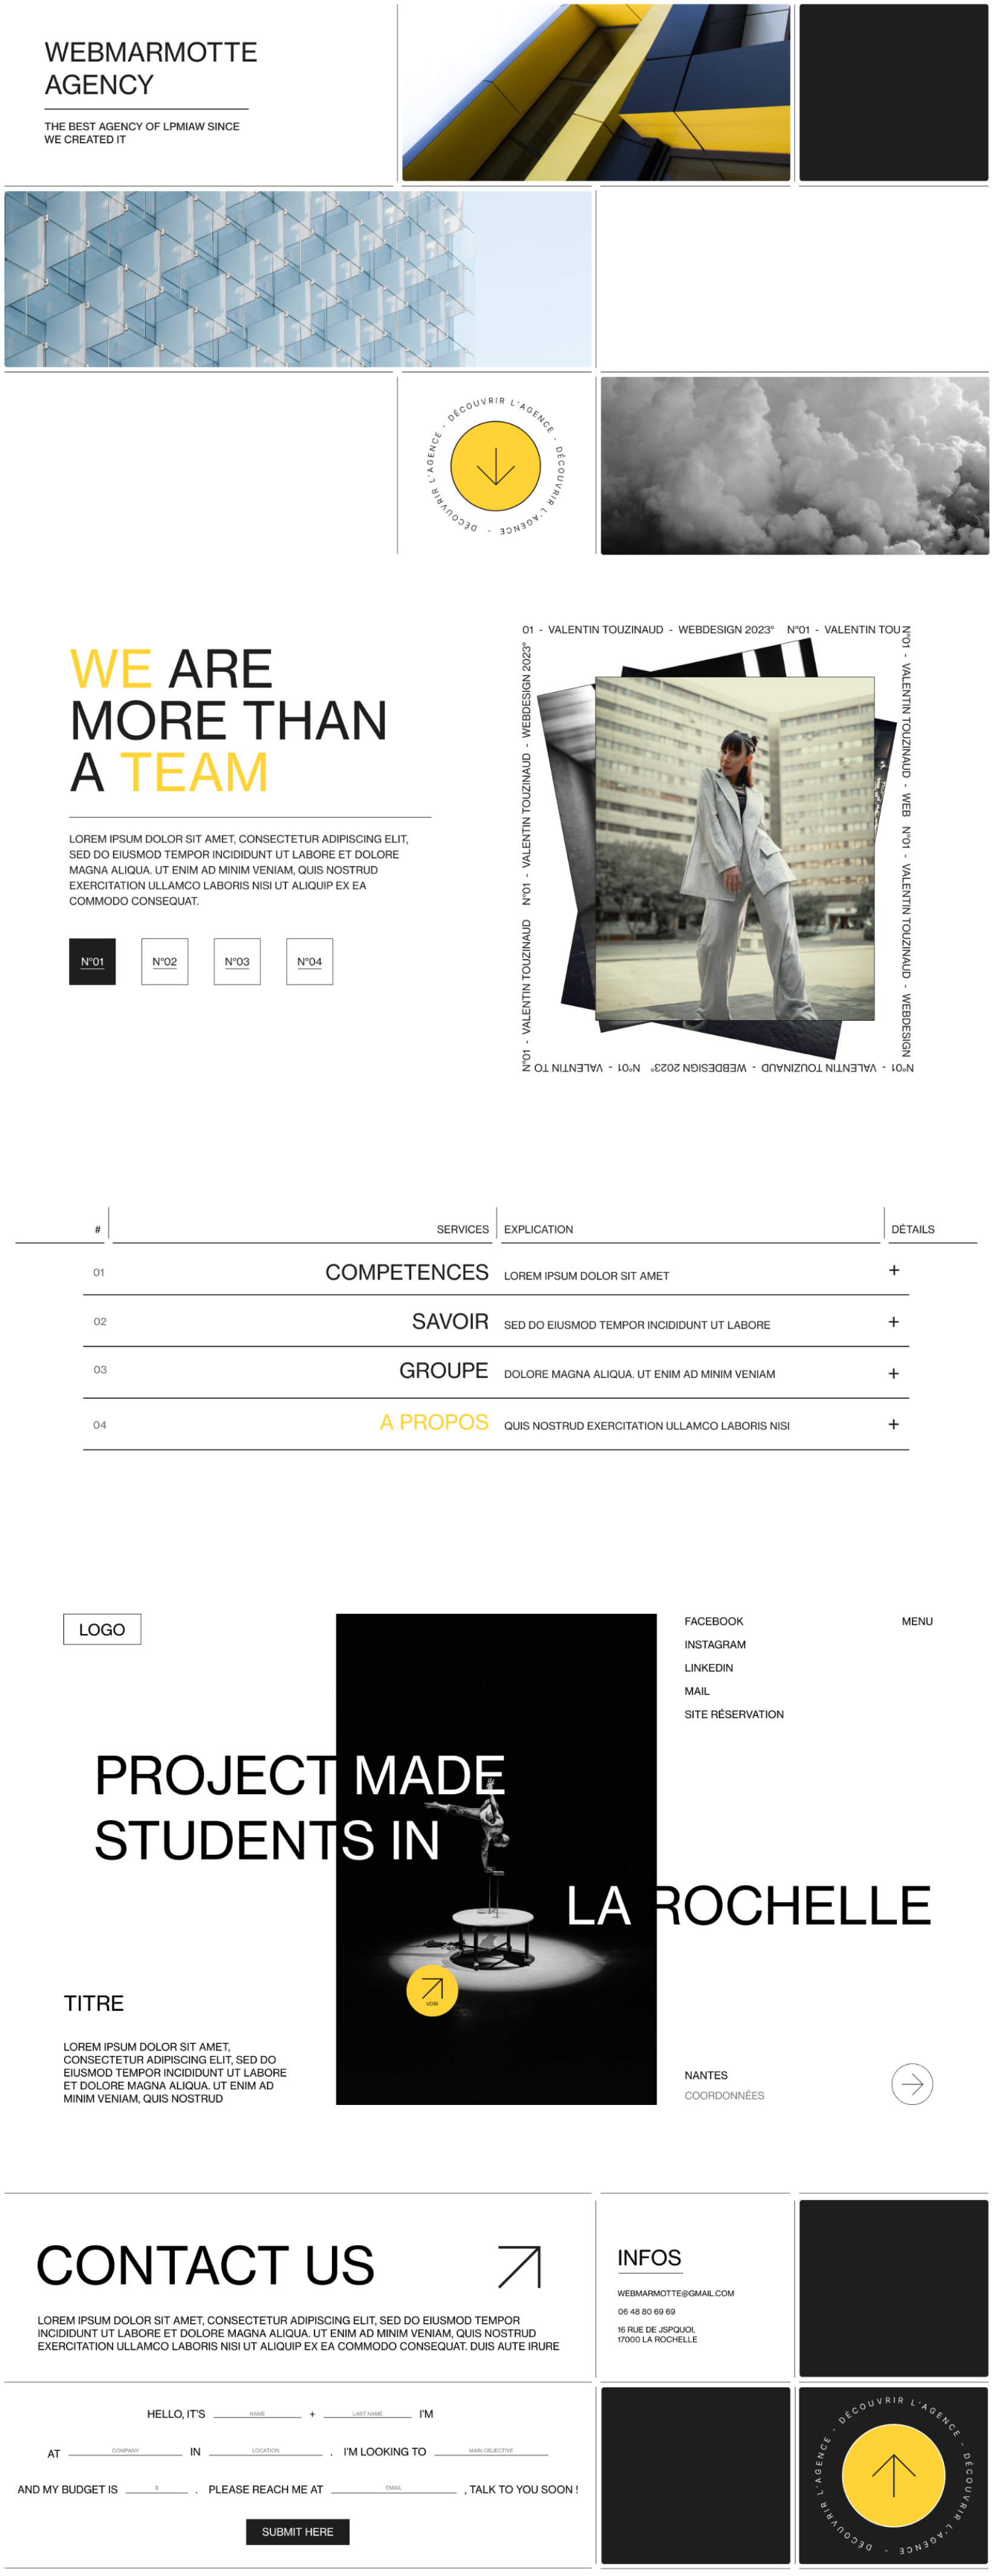 WEBMARMOTTE
AGENCY
THE BEST AGENCY OF LPMIAW SINCE
WE CREATED IT
DÉCOUVRIR L'AGENCE - DÉCOUVRIR L'AGENCE - DÉCOUVRIR L'AGENCE -
WE ARE
MORE THAN
A TEAM
LOREM IPSUM DOLOR SIT AMET, CONSECTETUR ADIPISCING ELIT,
SED DO EIUSMOD TEMPOR INCIDIDUNT UT LABORE ET DOLORE
MAGNA ALIQUA. UT ENIM AD MINIM VENIAM, QUIS NOSTRUD
EXERCITATION ULLAMCO LABORIS NISI UT ALIQUIP EX EA
COMMODO CONSEQUAT.
N°01 N°02 N°03 N°04
01 - VALENTIN TOUZINAUD - WEBDESIGN 2023° N°01 - VALENTIN TOU
N°01 - VALENTIN TOUZINAUD - WEB N°01 - VALENTIN TOUZINAUD - WEBDESIGN
N°01 - VALENTIN TOUZINAUD - WEBDESIGN 2023° N°01 - VALENTIN TO
N°01 - VALENTIN TOUZINAUD N°01 - VALENTIN TOUZINAUD - WEBDESIGN 2023°
# SERVICES EXPLICATION DÉTAILS
01 COMPETENCES LOREM IPSUM DOLOR SIT AMET +
02 SAVOIR SED DO EIUSMOD TEMPOR INCIDIDUNT UT LABORE +
03 GROUPE DOLORE MAGNA ALIQUA. UT ENIM AD MINIM VENIAM +
04 A PROPOS QUIS NOSTRUD EXERCITATION ULLAMCO LABORIS NISI +
LOGO
FACEBOOK
INSTAGRAM
LINKEDIN
MAIL
SITE RÉSERVATION
MENU
PROJECT MADE
STUDENTS IN
LA ROCHELLE
VOIR
TITRE
LOREM IPSUM DOLOR SIT AMET,
CONSECTETUR ADIPISCING ELIT, SED DO
EIUSMOD TEMPOR INCIDIDUNT UT LABORE
ET DOLORE MAGNA ALIQUA. UT ENIM AD
MINIM VENIAM, QUIS NOSTRUD
NANTES
COORDONNÉES
CONTACT US
LOREM IPSUM DOLOR SIT AMET, CONSECTETUR ADIPISCING ELIT, SED DO EIUSMOD TEMPOR
INCIDIDUNT UT LABORE ET DOLORE MAGNA ALIQUA. UT ENIM AD MINIM VENIAM, QUIS NOSTRUD
EXERCITATION ULLAMCO LABORIS NISI UT ALIQUIP EX EA COMMODO CONSEQUAT. DUIS AUTE IRURE
INFOS
WEBMARMOTTE@GMAIL.COM
06 48 80 69 69
16 RUE DE JSPQUOI,
17000 LA ROCHELLE
HELLO, IT'S NAME + LAST NAME I'M
AT COMPANY IN LOCATION . I'M LOOKING TO MAIN OBJECTIVE
AND MY BUDGET IS $ . PLEASE REACH ME AT EMAIL , TALK TO YOU SOON !
SUBMIT HERE
DÉCOUVRIR L'AGENCE - DÉCOUVRIR L'AGENCE - DÉCOUVRIR L'AGENCE -